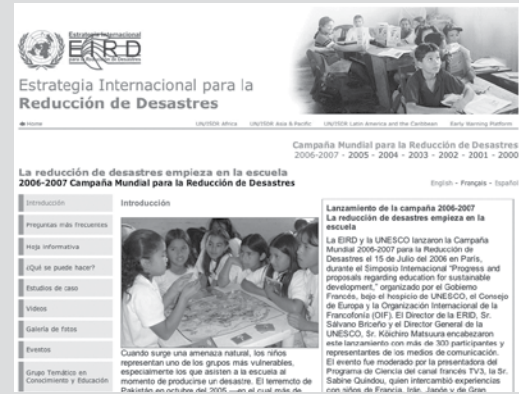 Estrategia Internacional
EIRD
para la Reducción de Desastres
Estrategia Internacional para la
Reducción de Desastres
Home
UN/ISDR Africa
UN/ISDR Asia & Pacific
UN/ISDR Latin America and the Caribbean
Early Warning Platform
Campaña Mundial para la Reducción de Desastres
2006-2007 - 2005 - 2004 - 2003 - 2002 - 2001 - 2000
La reducción de desastres empieza en la escuela
2006-2007 Campaña Mundial para la Reducción de Desastres
English - Français - Español
Introducción
Preguntas más frecuentes
Hoja informativa
¿Qué se puede hacer?
Estudios de caso
Videos
Galería de fotos
Eventos
Grupo Temático en
Conocimiento y Educación
Introducción
Cuando surge una amenaza natural, los niños
representan uno de los grupos más vulnerables,
especialmente los que asisten a la escuela al
momento de producirse un desastre. El terremoto de
Pakistán en octubre del 2005 —en el cual más de
Lanzamiento de la campaña 2006-2007
La reducción de desastres empieza en la
escuela
La EIRD y la UNESCO lanzaron la Campaña
Mundial 2006-2007 para la Reducción de
Desastres el 15 de Julio del 2006 en Paris,
durante el Simposio Internacional "Progress and
proposals regarding education for sustainable
development," organizado por el Gobierno
Francés, bajo el hospicio de UNESCO, el Consejo
de Europa y la Organización Internacional de la
Francofonía (OIF). El Director de la ERID, Sr.
Sálvano Briceño y el Director General de la
UNESCO, Sr. Köichiro Matsuura encabezaron
este lanzamiento con más de 300 participantes y
representantes de los medios de comunicación.
El evento fue moderado por la presentadora del
Programa de Ciencia del canal francés TV3, la Sr.
Sabine Quindou, quien intercambió experiencias
con niños de Francia, Irán, Japón y de Gran